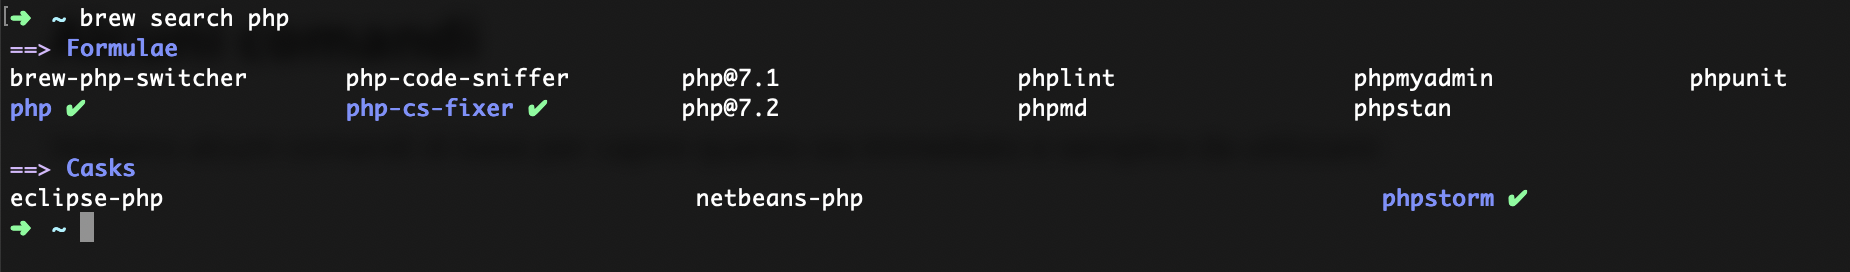 [➜ ~ brew search php
==> Formulae
brew-php-switcher php-code-sniffer php@7.1 phplint phpmyadmin phpunit
php ✔ php-cs-fixer ✔ php@7.2 phpmd phpstan
==> Casks
eclipse-php netbeans-php phpstorm ✔
➜ ~